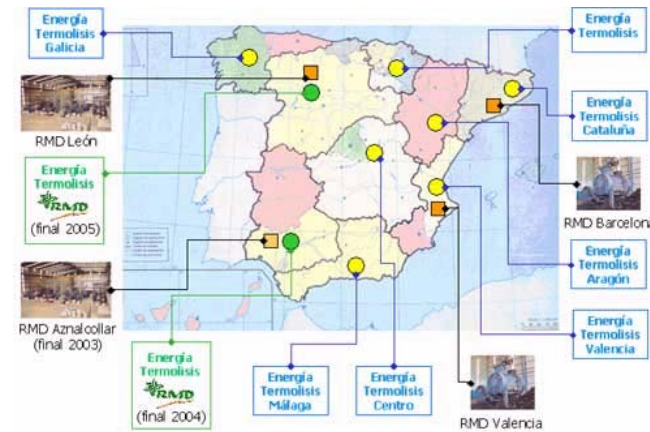 Energía
Termolisis
Galicia
Energía
Termolisis
RMD León
Energía
Termolisis
Cataluña
Energía
Termolisis
RMD
(final 2005)
RMD Barcelona
Energía
Termolisis
Aragón
RMD Aznalcollar
(final 2003)
Energía
Termolisis
Valencia
Energía
Termolisis
RMD
(final 2004)
Energía
Termolisis
Málaga
Energía
Termolisis
Centro
RMD Valencia